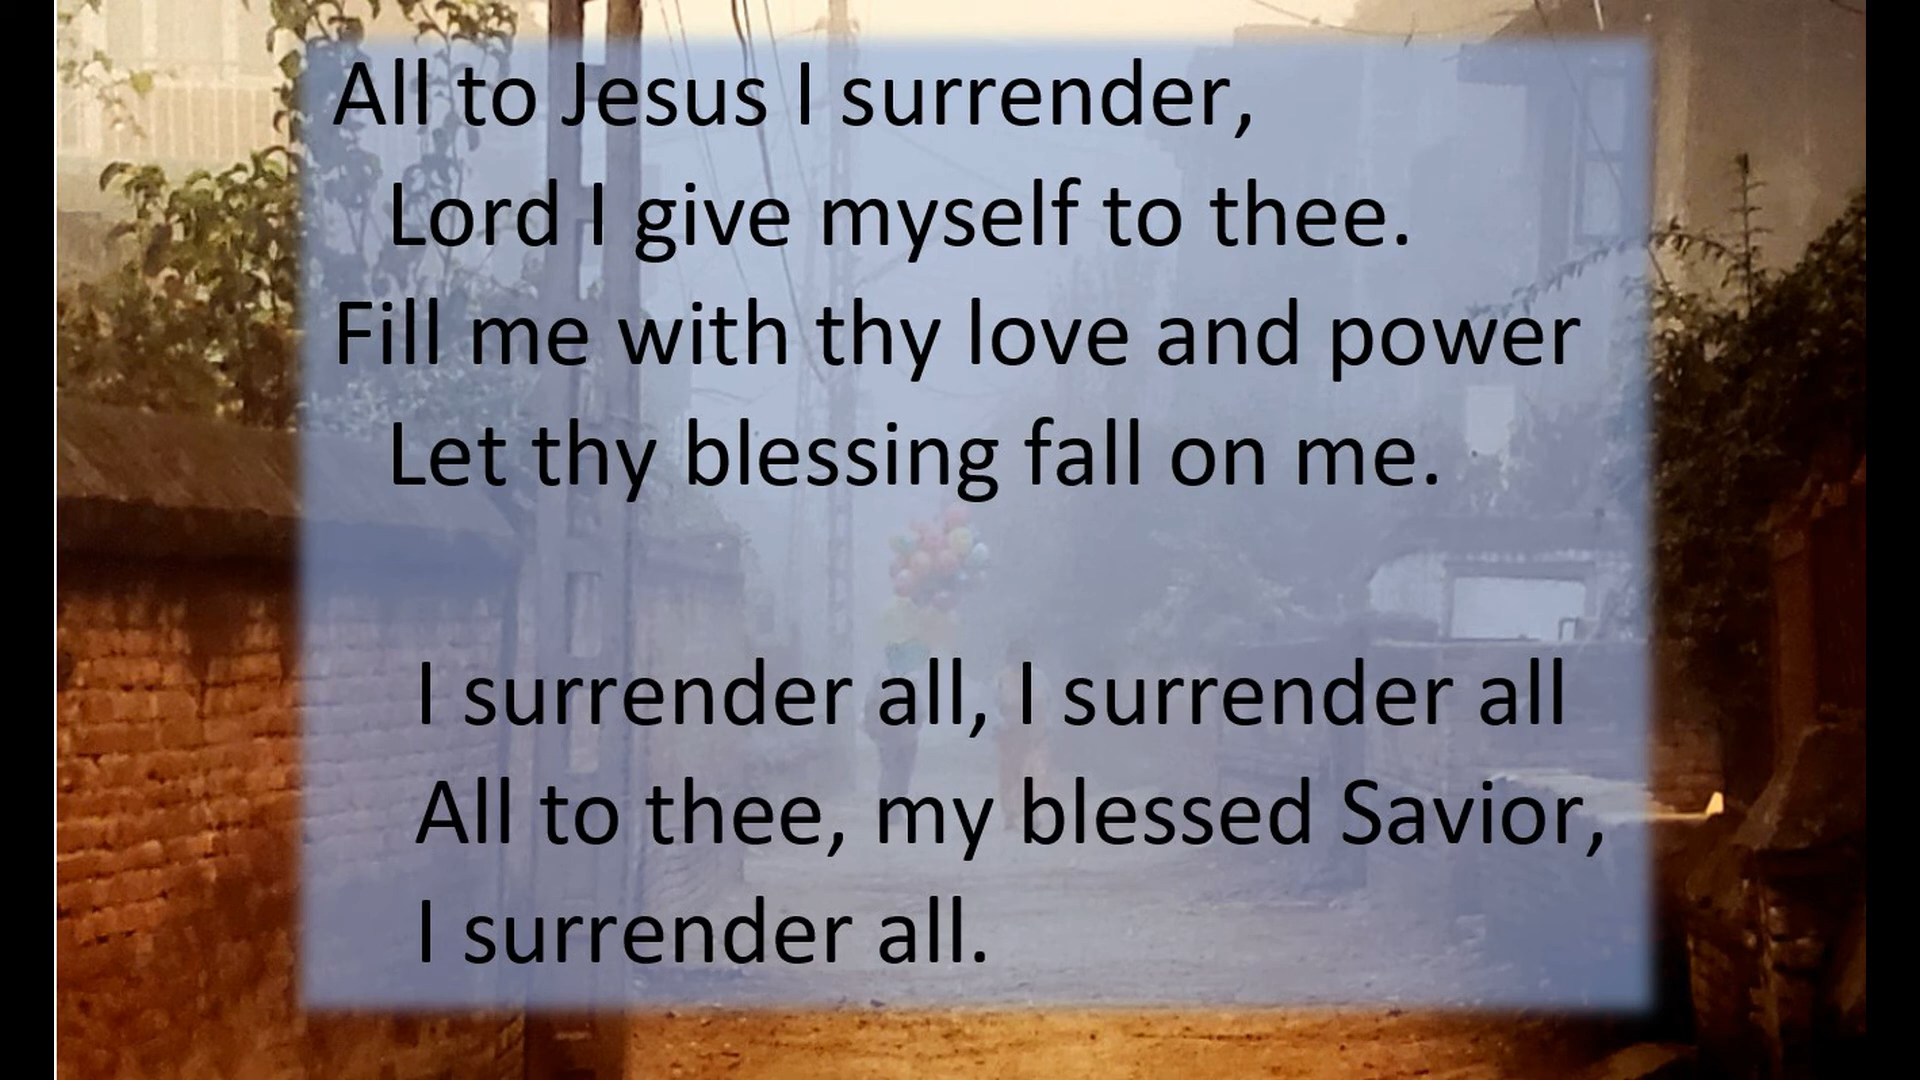 All to Jesus I surrender,
Lord I give myself to thee.
Fill me with thy love and power
Let thy blessing fall on me.
I surrender all, I surrender all
All to thee, my blessed Savior,
I surrender all.